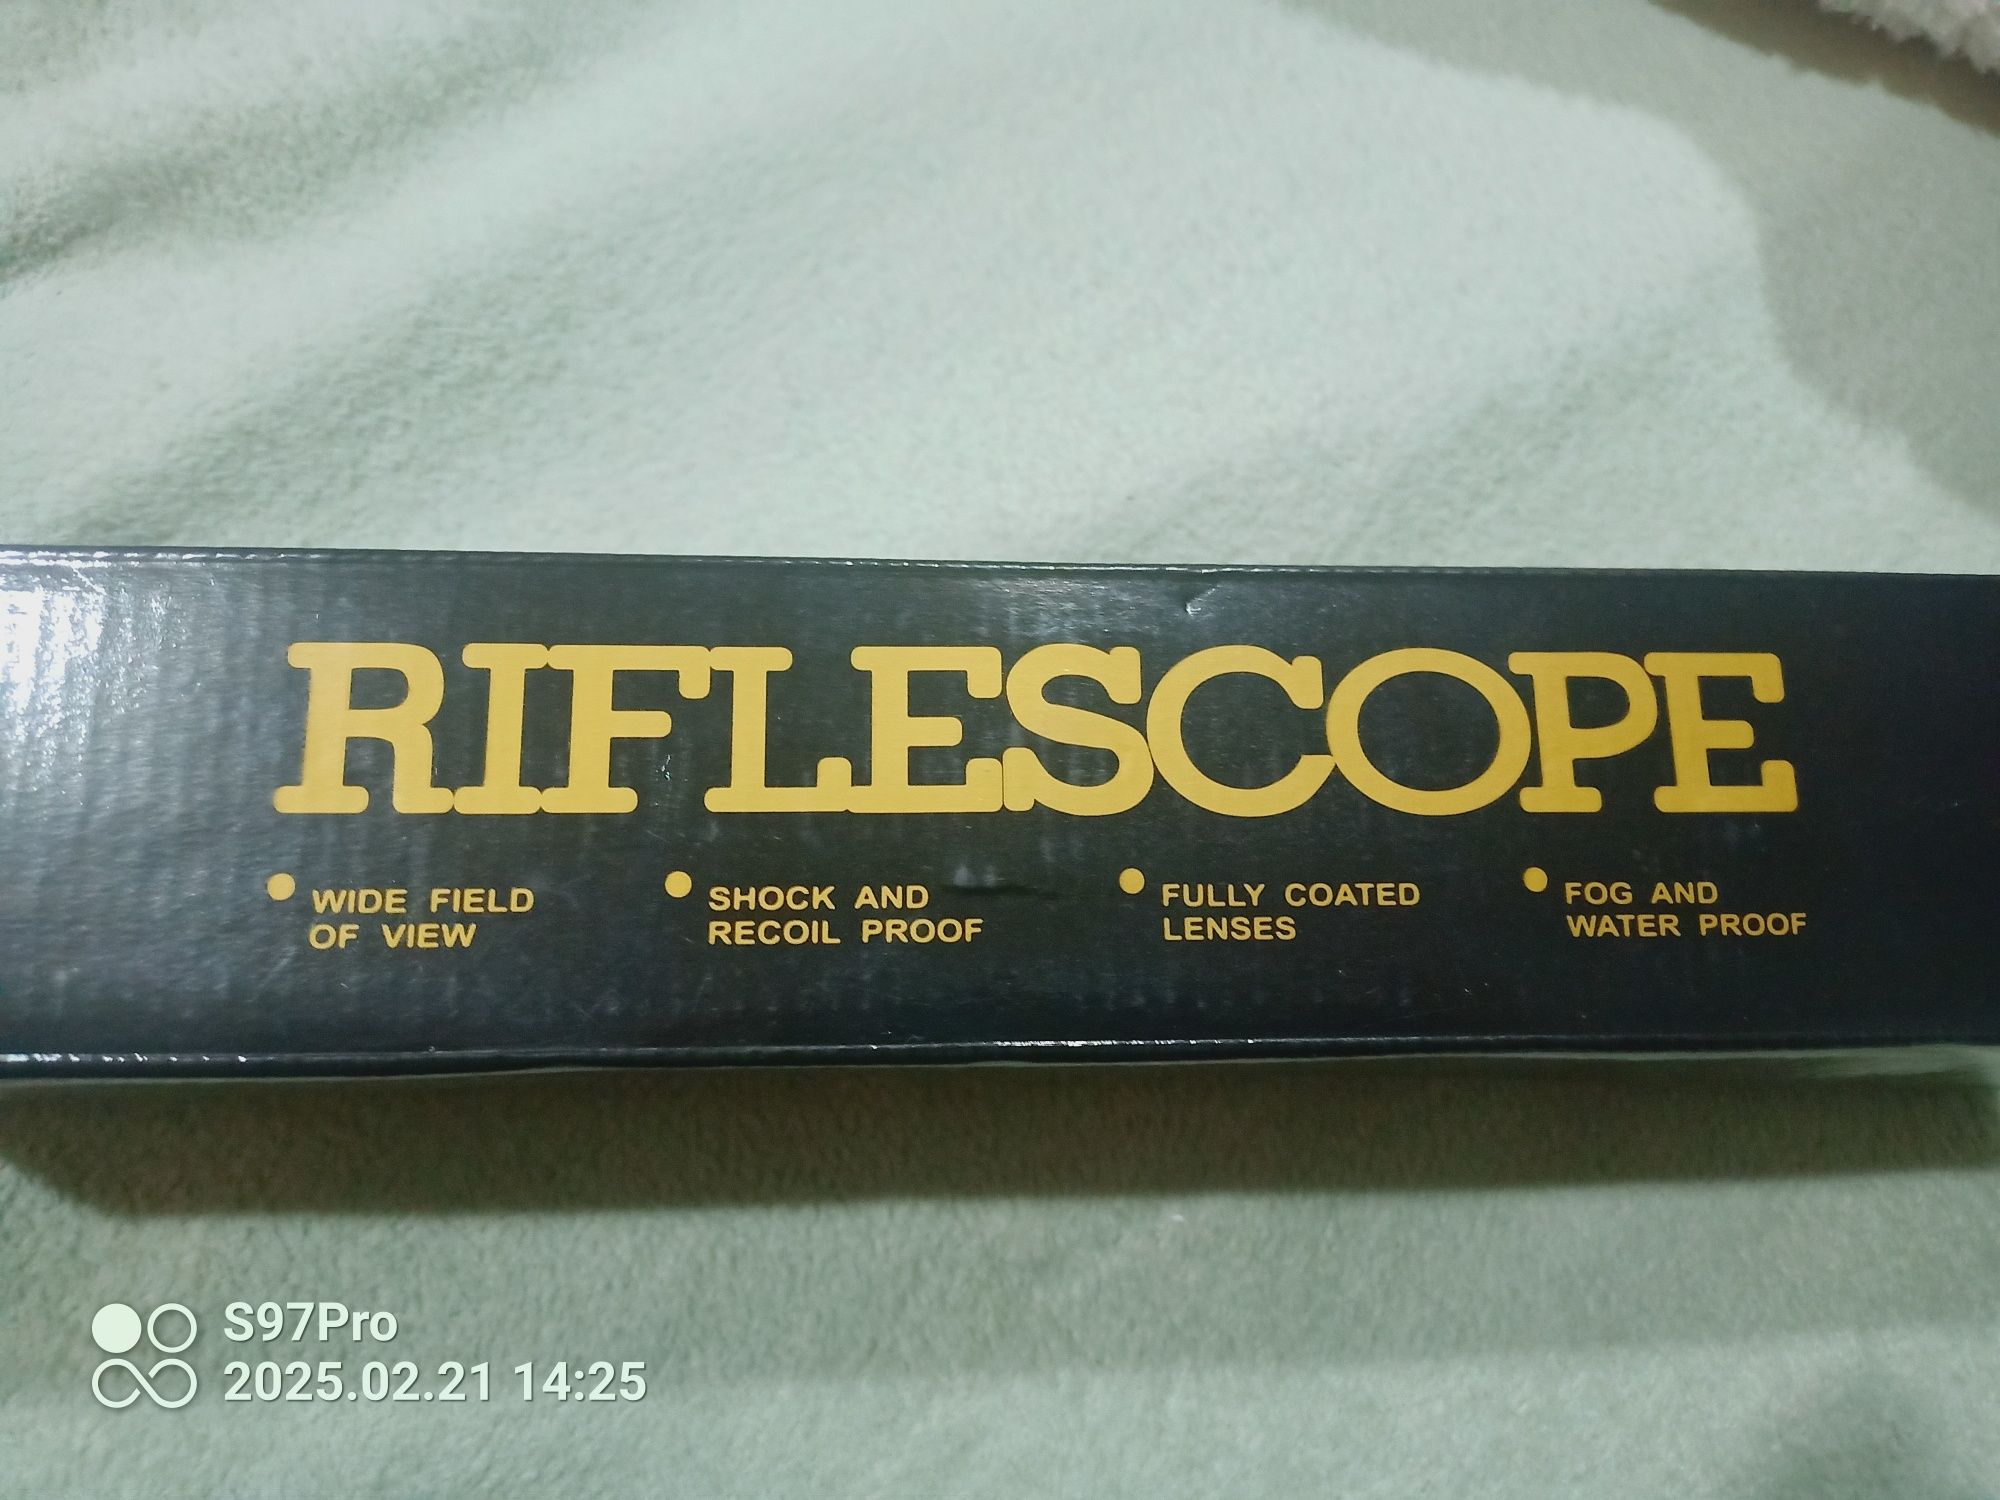 RIFLESCOPE
● WIDE FIELD
OF VIEW
● SHOCK AND
RECOIL PROOF
● FULLY COATED
LENSES
● FOG AND
WATER PROOF
S97Pro
2025.02.21 14:25